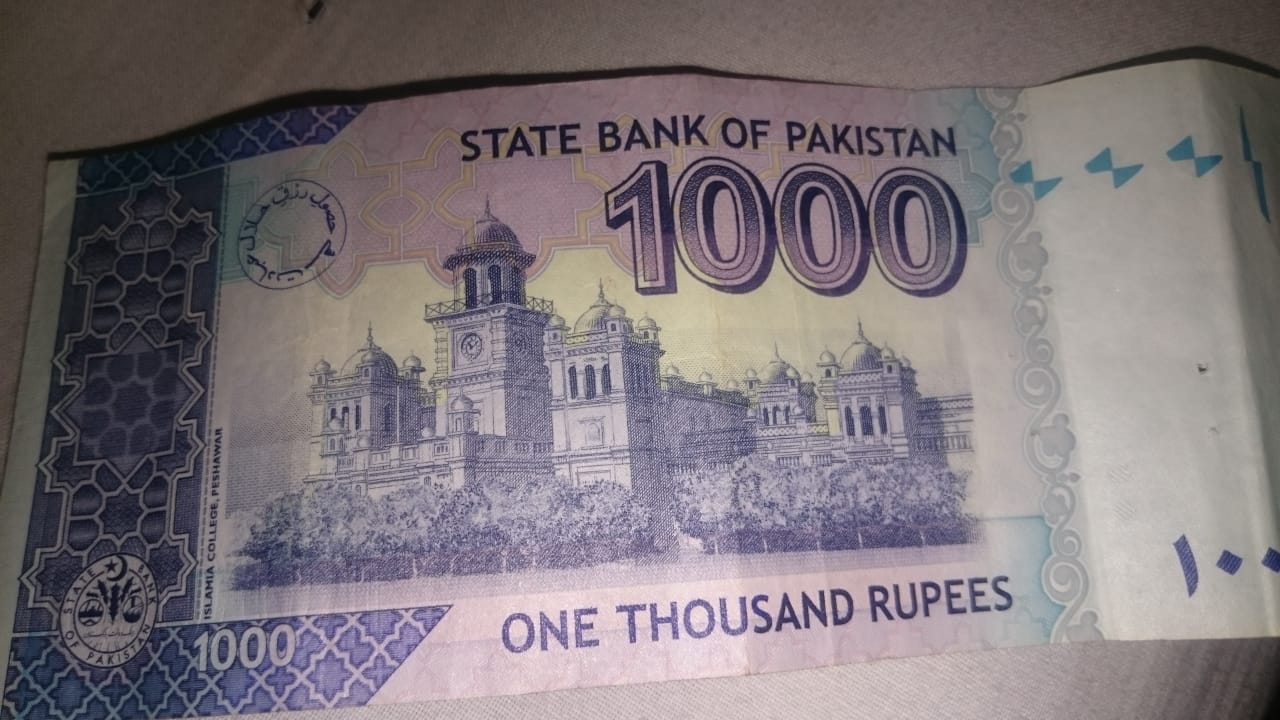 STATE BANK OF PAKISTAN
1000
حصول رزق حلال عبادت ہے
ISLAMIA COLLEGE, PESHAWAR
STATE BANK OF PAKISTAN
1000
ONE THOUSAND RUPEES
١٠٠